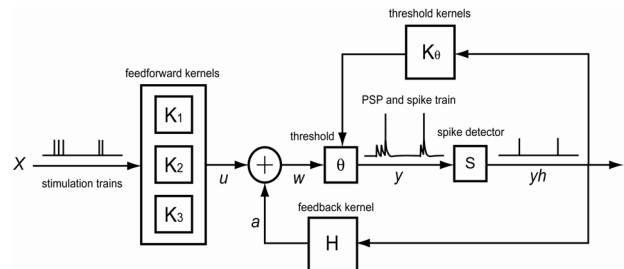 threshold kernels
K₁
K₂
K₃
Kθ
feedforward kernels
PSP and spike train
threshold
spike detector
X
stimulation trains
u
+
w
θ
y
S
yh
a
feedback kernel
H